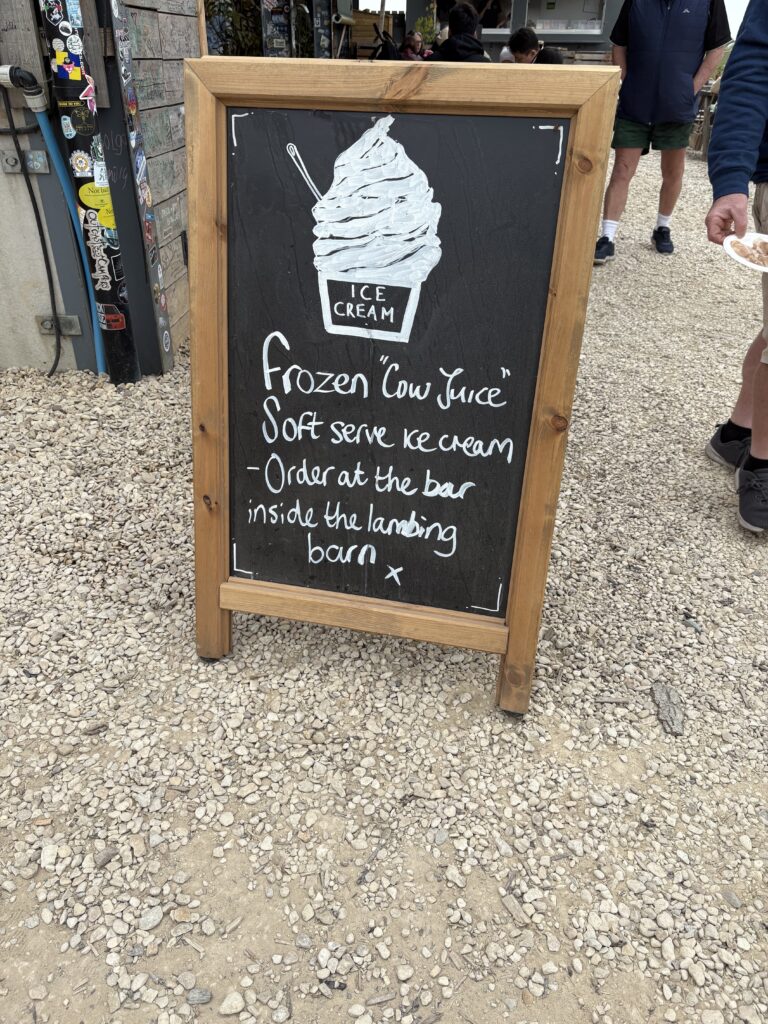 ICE
CREAM
Frozen "Cow Juice"
Soft serve ice cream
- Order at the bar
inside the lambing
barn x